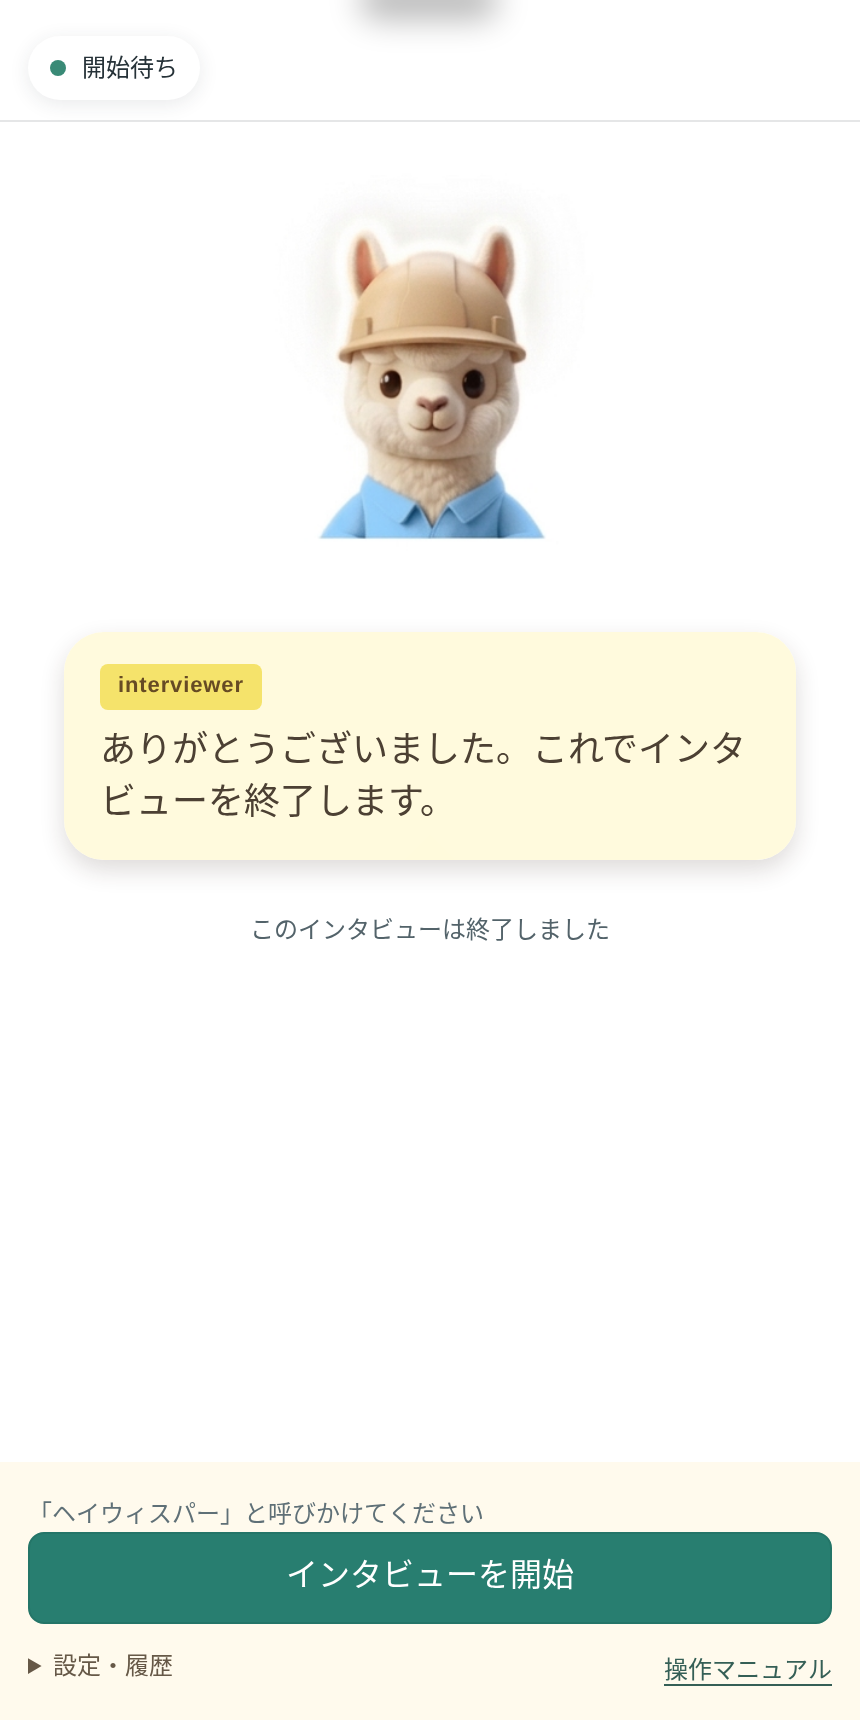 開始待ち
interviewer
ありがとうございました。これでインタ
ビューを終了します。
このインタビューは終了しました
「ヘイウィスパー」と呼びかけてください
インタビューを開始
▶ 設定・履歴
操作マニュアル